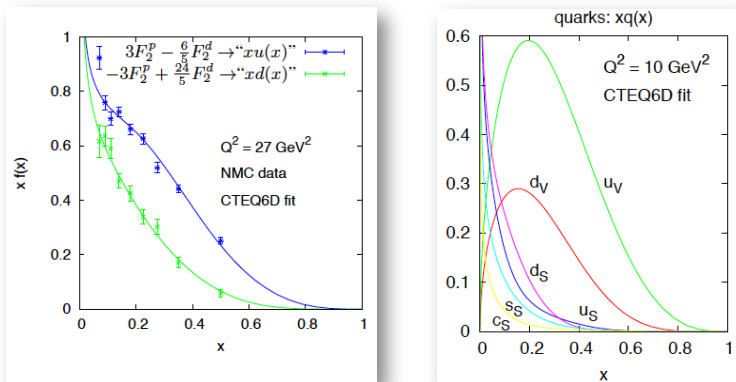 3F₂ᵖ − 6/5 F₂ᵈ →“xu(x)”
−3F₂ᵖ + 24/5 F₂ᵈ →“xd(x)”
Q² = 27 GeV²
NMC data
CTEQ6D fit
x f(x)
1
0.8
0.6
0.4
0.2
0
0 0.2 0.4 0.6 0.8 1
x
quarks: xq(x)
Q² = 10 GeV²
CTEQ6D fit
0.6
0.5
0.4
0.3
0.2
0.1
0
d_V
u_V
d_S
s_S
c_S
u_S
0 0.2 0.4 0.6 0.8 1
x